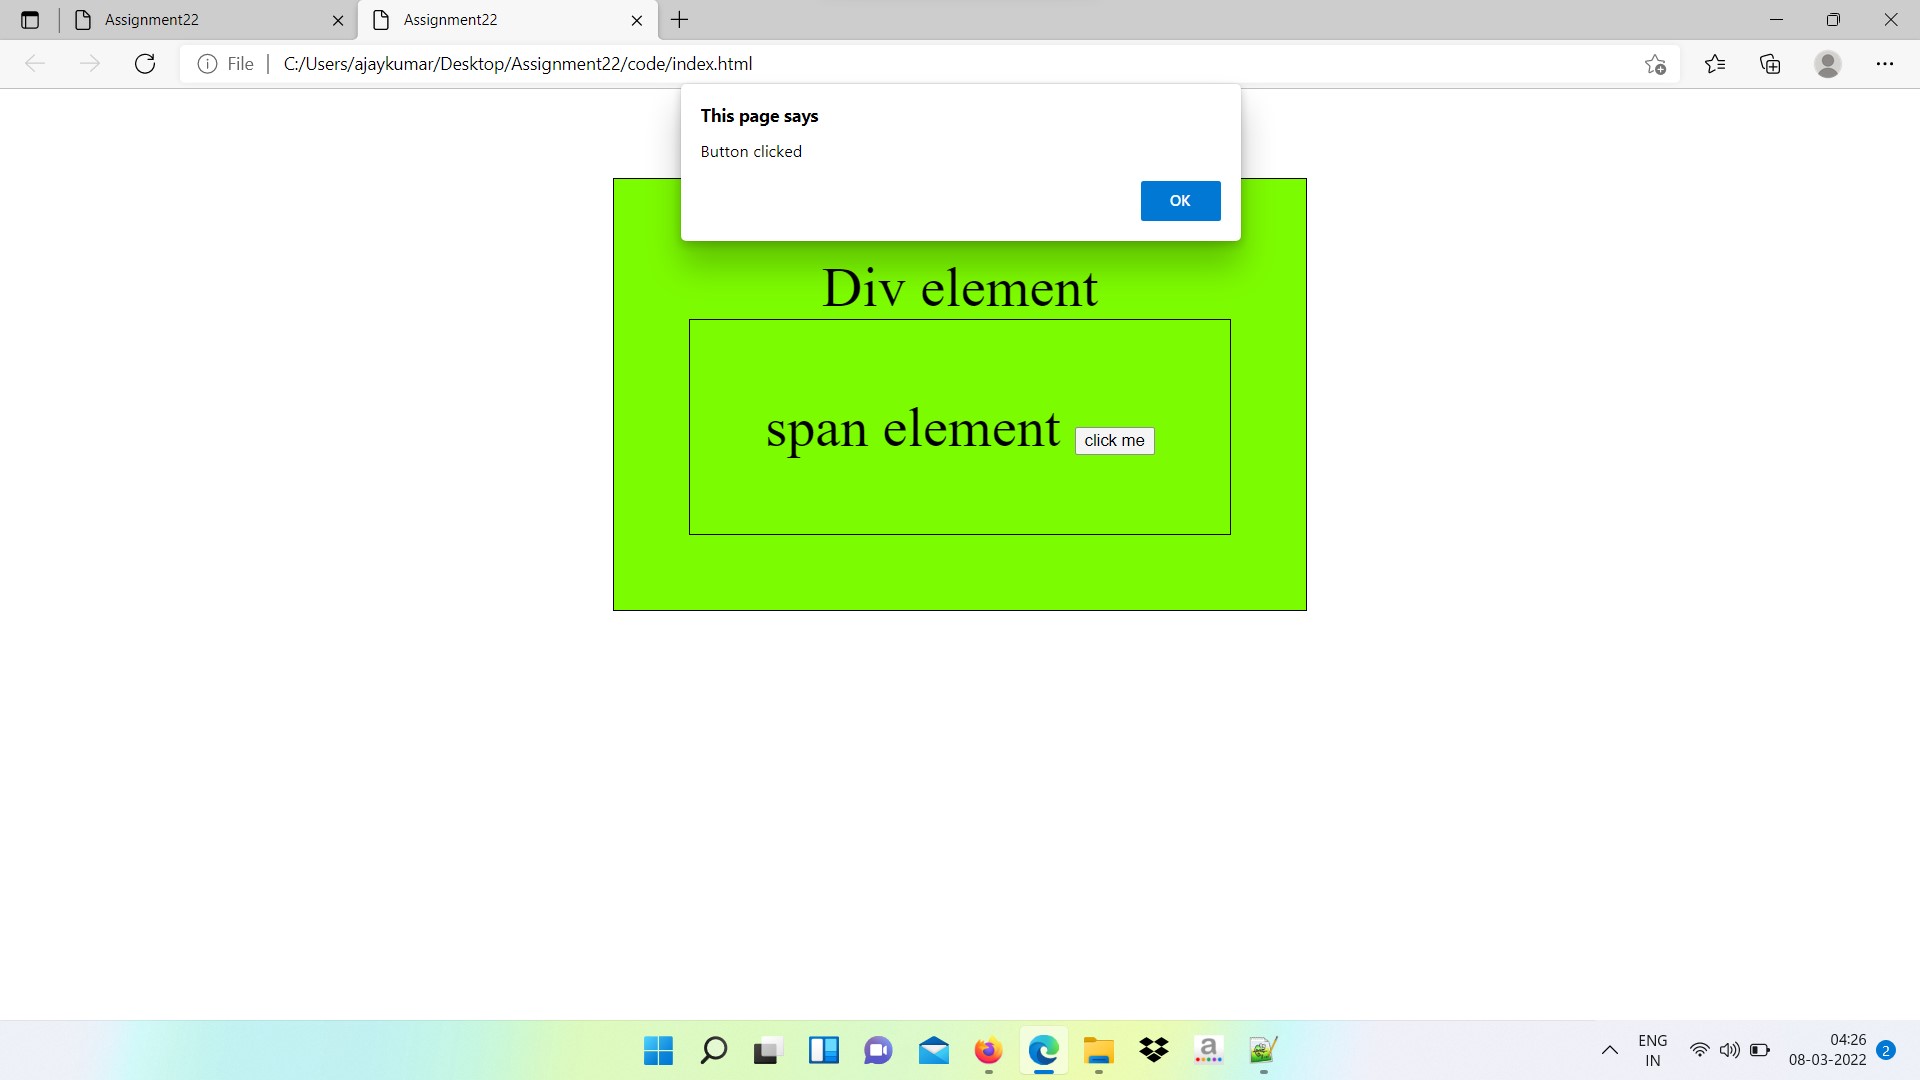 Assignment22
Assignment22
File
C:/Users/ajaykumar/Desktop/Assignment22/code/index.html
This page says
Button clicked
OK
Div element
span element click me
a
ENG
IN
04:26
08-03-2022
2